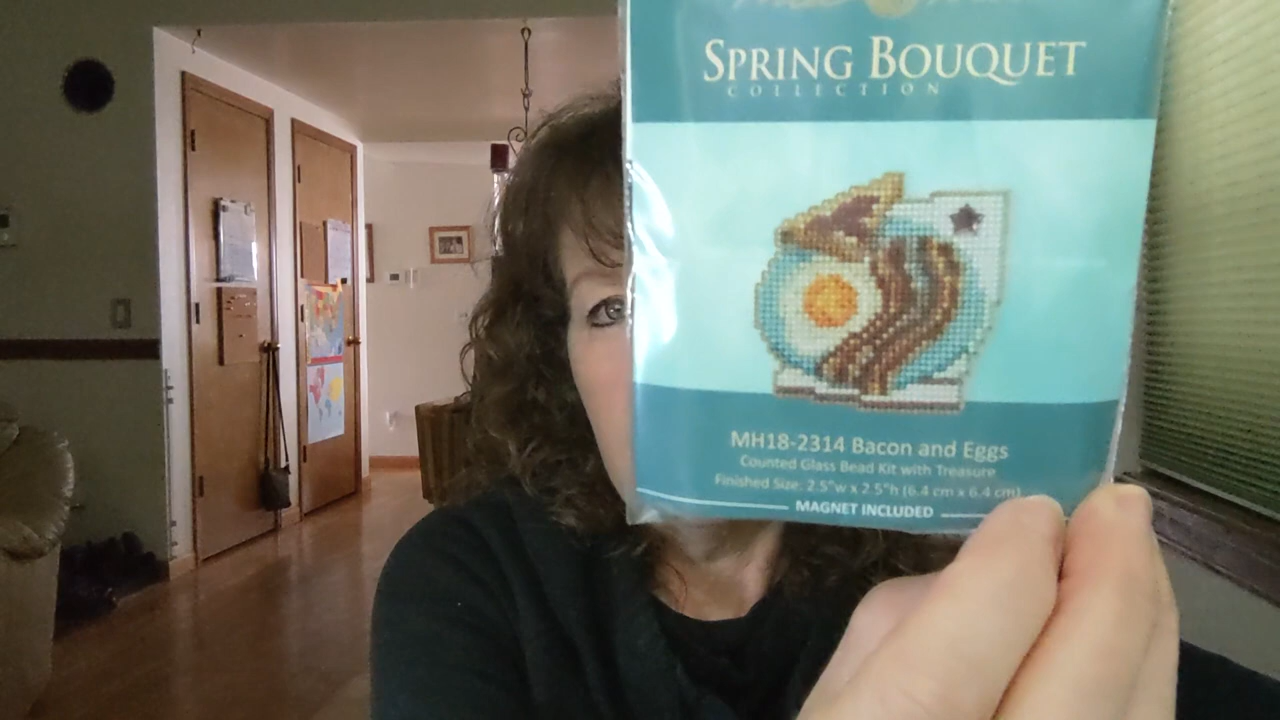 SPRING BOUQUET
COLLECTION
MH18-2314 Bacon and Eggs
Counted Glass Bead Kit with Treasure
Finished Size: 2.5"w x 2.5"h (6.4 cm x 6.4 cm)
MAGNET INCLUDED